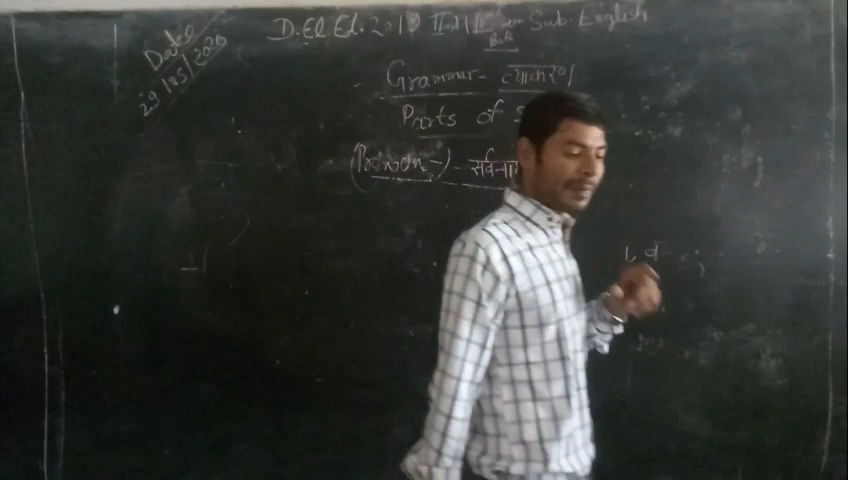 Date
29/05/2020
D.El.Ed. 2019 IInd Sub. English
Grammar - व्याकरण
Parts of S
(Pronoun -) - सर्वना